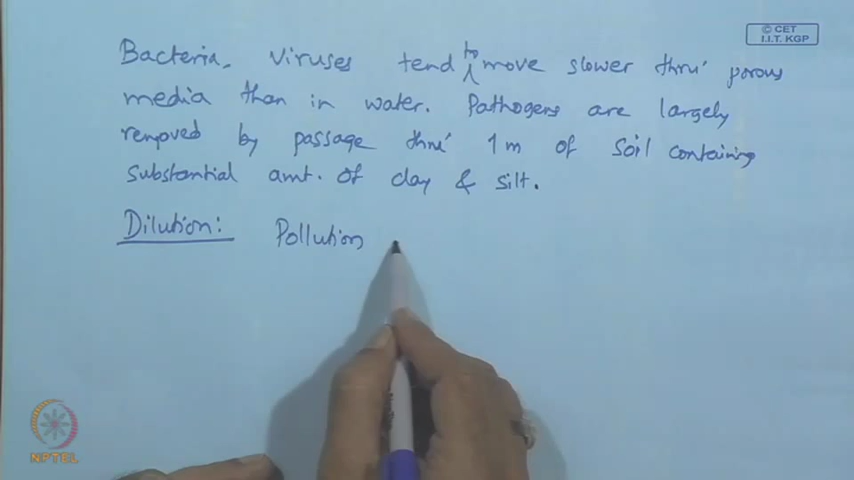 © CET
I.I.T. KGP
Bacteria, viruses tend to move slower thru' porous
media than in water. Pathogens are largely
removed by passage thru' 1m of soil containing
substantial amt. of clay & silt.
Dilution: Pollution
NPTEL